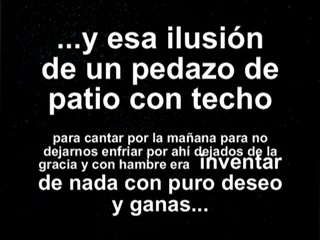 ...y esa ilusión
de un pedazo de
patio con techo
para cantar por la mañana para no
dejarnos enfriar por ahí dejados de la
gracia y con hambre era inventar
de nada con puro deseo
y ganas...